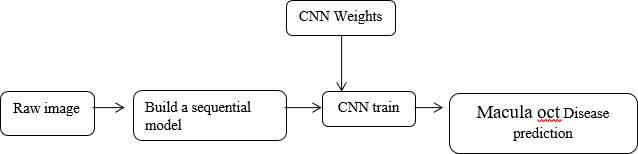 CNN Weights
Raw image
Build a sequential
model
CNN train
Macula oct Disease
prediction